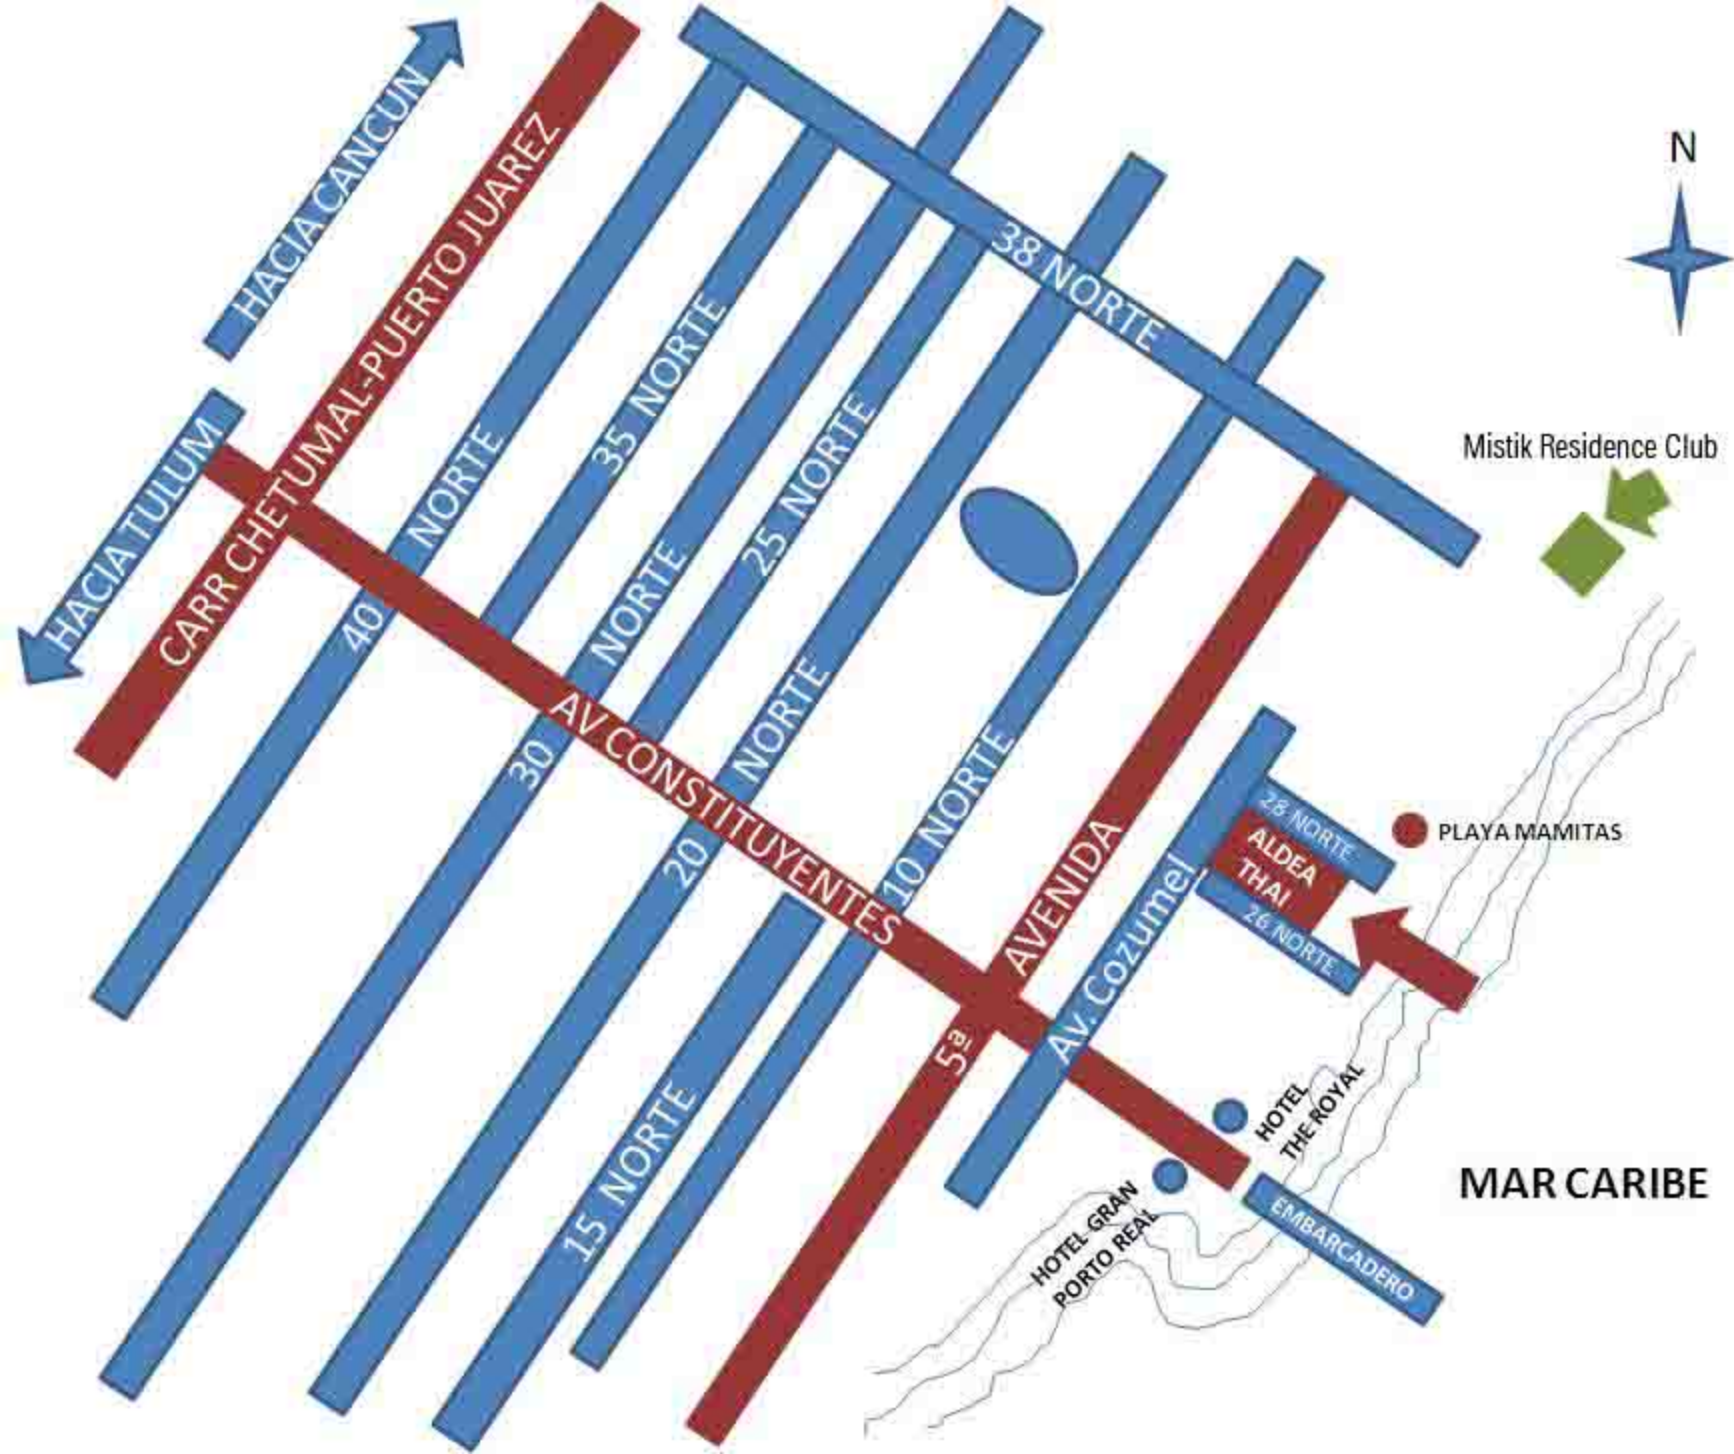 HACIA CANCUN
CARR CHETUMAL-PUERTO JUAREZ
HACIA TULUM
N
38 NORTE
Mistik Residence Club
40 NORTE
35 NORTE
30 NORTE
25 NORTE
20 NORTE
10 NORTE
15 NORTE
AV CONSTITUYENTES
5ª AVENIDA
Av. Cozumel
28 NORTE
ALDEA
THAI
26 NORTE
PLAYA MAMITAS
HOTEL
THE ROYAL
HOTEL GRAN
PORTO REAL
MAR CARIBE
EMBARCADERO